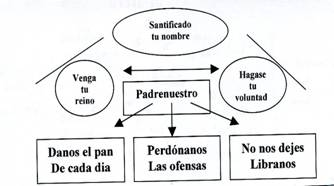 Santificado
tu nombre
Venga
tu
reino
Hagase
tu
voluntad
Padrenuestro
Danos el pan
De cada dia
Perdónanos
Las ofensas
No nos dejes
Libranos